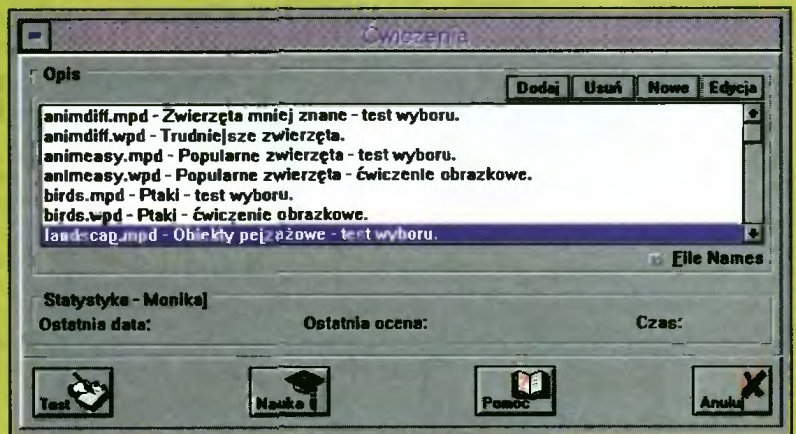 Ćwiczenia
Opis
Dodaj Usuń Nowe Edycja
animdiff.mpd - Zwierzęta mniej znane - test wyboru.
animdiff.wpd - Trudniejsze zwierzęta.
animeasy.mpd - Popularne zwierzęta - test wyboru.
animeasy.wpd - Popularne zwierzęta - ćwiczenie obrazkowe.
birds.mpd - Ptaki - test wyboru.
birds.wpd - Ptaki - ćwiczenie obrazkowe.
landscap.mpd - Obiekty pejzażowe - test wyboru.
File Names
Statystyka - Monika]
Ostatnia data: Ostatnia ocena: Czas:
Test Nauka Pomoc Anuluj